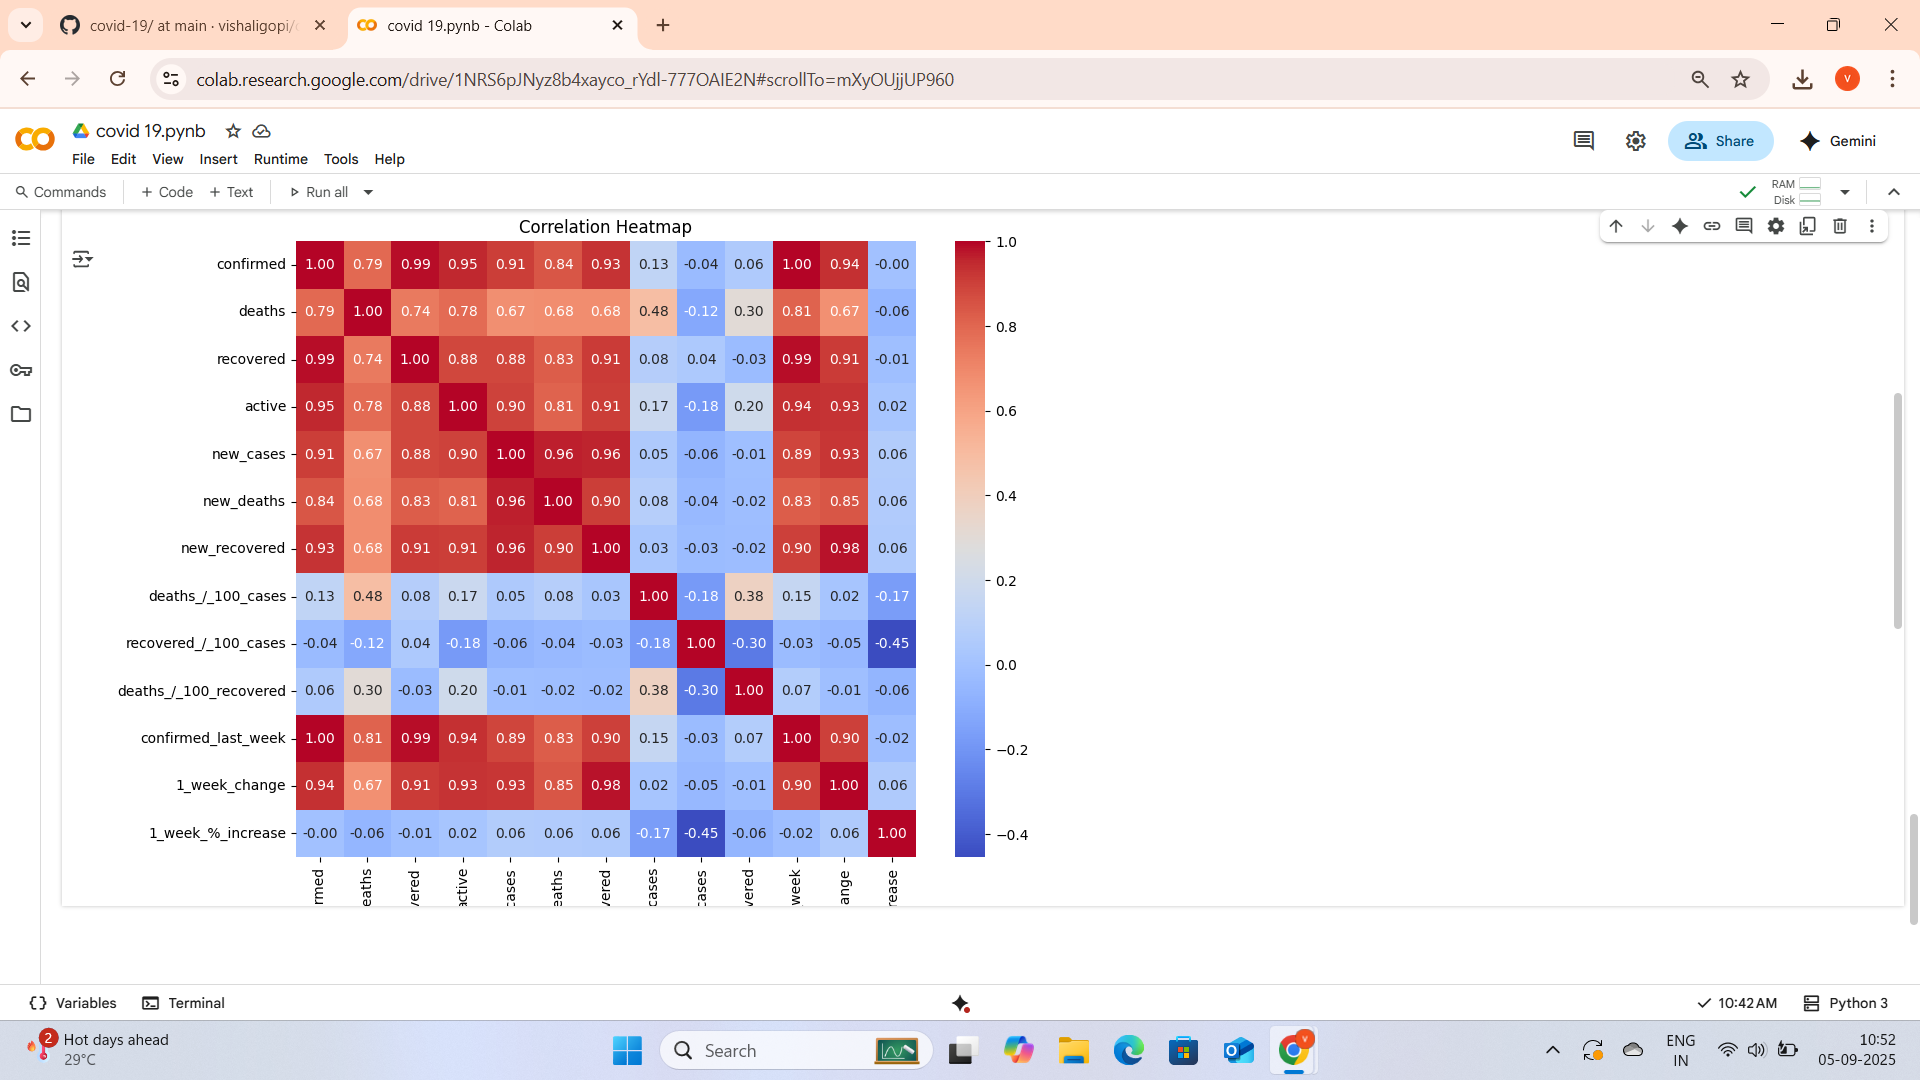 covid-19/ at main · vishaligopi/
covid 19.pynb - Colab
colab.research.google.com/drive/1NRS6pJNyz8b4xayco_rYdl-777OAIE2N#scrollTo=mXyOUjjUP960
V
covid 19.pynb
File Edit View Insert Runtime Tools Help
Share
Gemini
Commands + Code + Text Run all
RAM
Disk
Correlation Heatmap
confirmed 1.00 0.79 0.99 0.95 0.91 0.84 0.93 0.13 -0.04 0.06 1.00 0.94 -0.00
deaths 0.79 1.00 0.74 0.78 0.67 0.68 0.68 0.48 -0.12 0.30 0.81 0.67 -0.06
recovered 0.99 0.74 1.00 0.88 0.88 0.83 0.91 0.08 0.04 -0.03 0.99 0.91 -0.01
active 0.95 0.78 0.88 1.00 0.90 0.81 0.91 0.17 -0.18 0.20 0.94 0.93 0.02
new_cases 0.91 0.67 0.88 0.90 1.00 0.96 0.96 0.05 -0.06 -0.01 0.89 0.93 0.06
new_deaths 0.84 0.68 0.83 0.81 0.96 1.00 0.90 0.08 -0.04 -0.02 0.83 0.85 0.06
new_recovered 0.93 0.68 0.91 0.91 0.96 0.90 1.00 0.03 -0.03 -0.02 0.90 0.98 0.06
deaths_/_100_cases 0.13 0.48 0.08 0.17 0.05 0.08 0.03 1.00 -0.18 0.38 0.15 0.02 -0.17
recovered_/_100_cases -0.04 -0.12 0.04 -0.18 -0.06 -0.04 -0.03 -0.18 1.00 -0.30 -0.03 -0.05 -0.45
deaths_/_100_recovered 0.06 0.30 -0.03 0.20 -0.01 -0.02 -0.02 0.38 -0.30 1.00 0.07 -0.01 -0.06
confirmed_last_week 1.00 0.81 0.99 0.94 0.89 0.83 0.90 0.15 -0.03 0.07 1.00 0.90 -0.02
1_week_change 0.94 0.67 0.91 0.93 0.93 0.85 0.98 0.02 -0.05 -0.01 0.90 1.00 0.06
1_week_%_increase -0.00 -0.06 -0.01 0.02 0.06 0.06 0.06 -0.17 -0.45 -0.06 -0.02 0.06 1.00
rmed eaths vered active cases eaths vered cases cases vered week ange rease
1.0
0.8
0.6
0.4
0.2
0.0
−0.2
−0.4
Variables Terminal
10:42 AM Python 3
2
Hot days ahead
29°C
Search
V
ENG
IN
10:52
05-09-2025